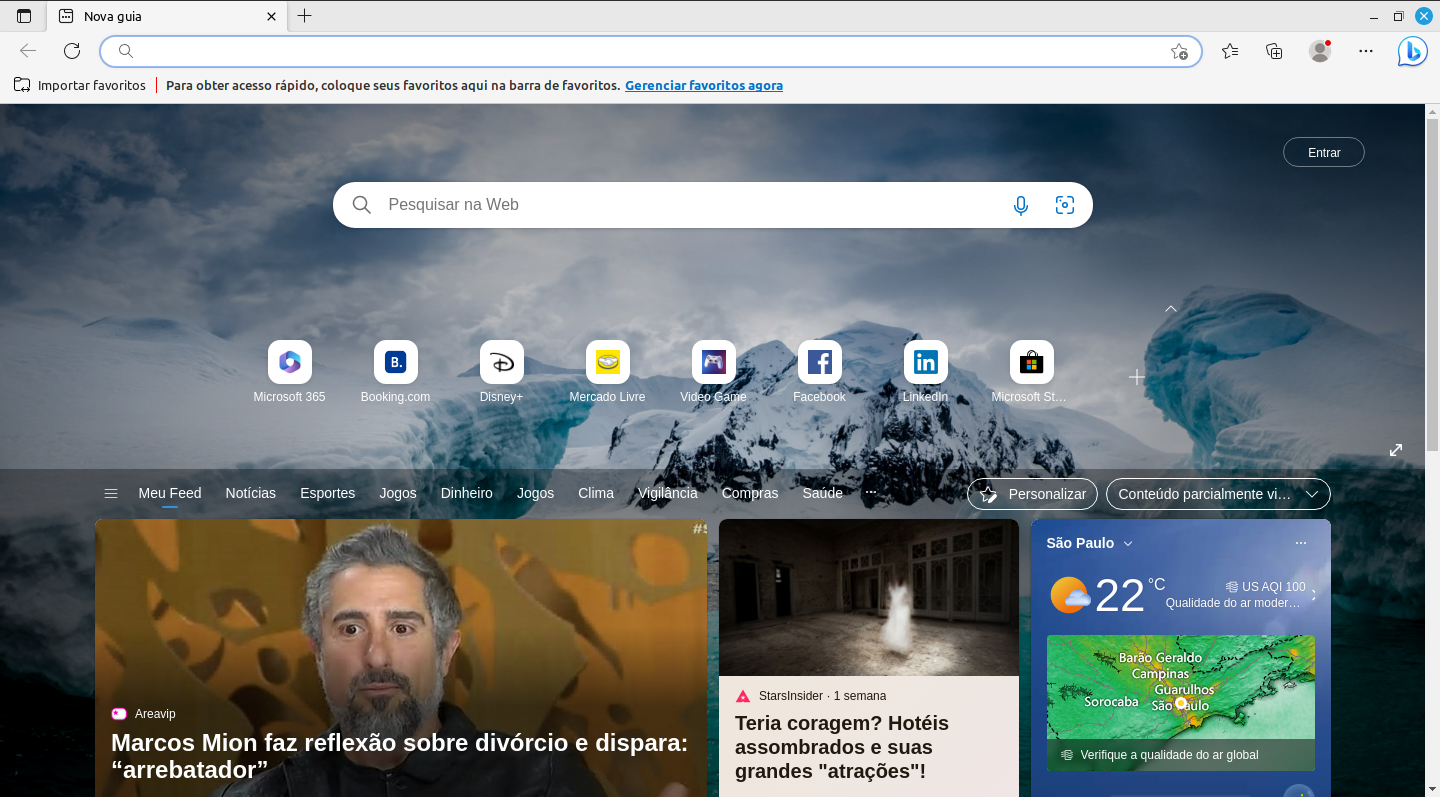 Nova guia
Importar favoritos
Para obter acesso rápido, coloque seus favoritos aqui na barra de favoritos. Gerenciar favoritos agora
Entrar
Pesquisar na Web
B.
Microsoft 365 Booking.com Disney+ Mercado Livre Video Game Facebook LinkedIn Microsoft St...
Meu Feed Notícias Esportes Jogos Dinheiro Jogos Clima Vigilância Compras Saúde ... Personalizar Conteúdo parcialmente vi...
Areavip
Marcos Mion faz reflexão sobre divórcio e dispara:
“arrebatador”
StarsInsider · 1 semana
Teria coragem? Hotéis
assombrados e suas
grandes "atrações"!
São Paulo
22 °C
US AQI 100
Qualidade do ar moder...
Barão Geraldo
Campinas
Guarulhos
Sorocaba
São Paulo
Verifique a qualidade do ar global